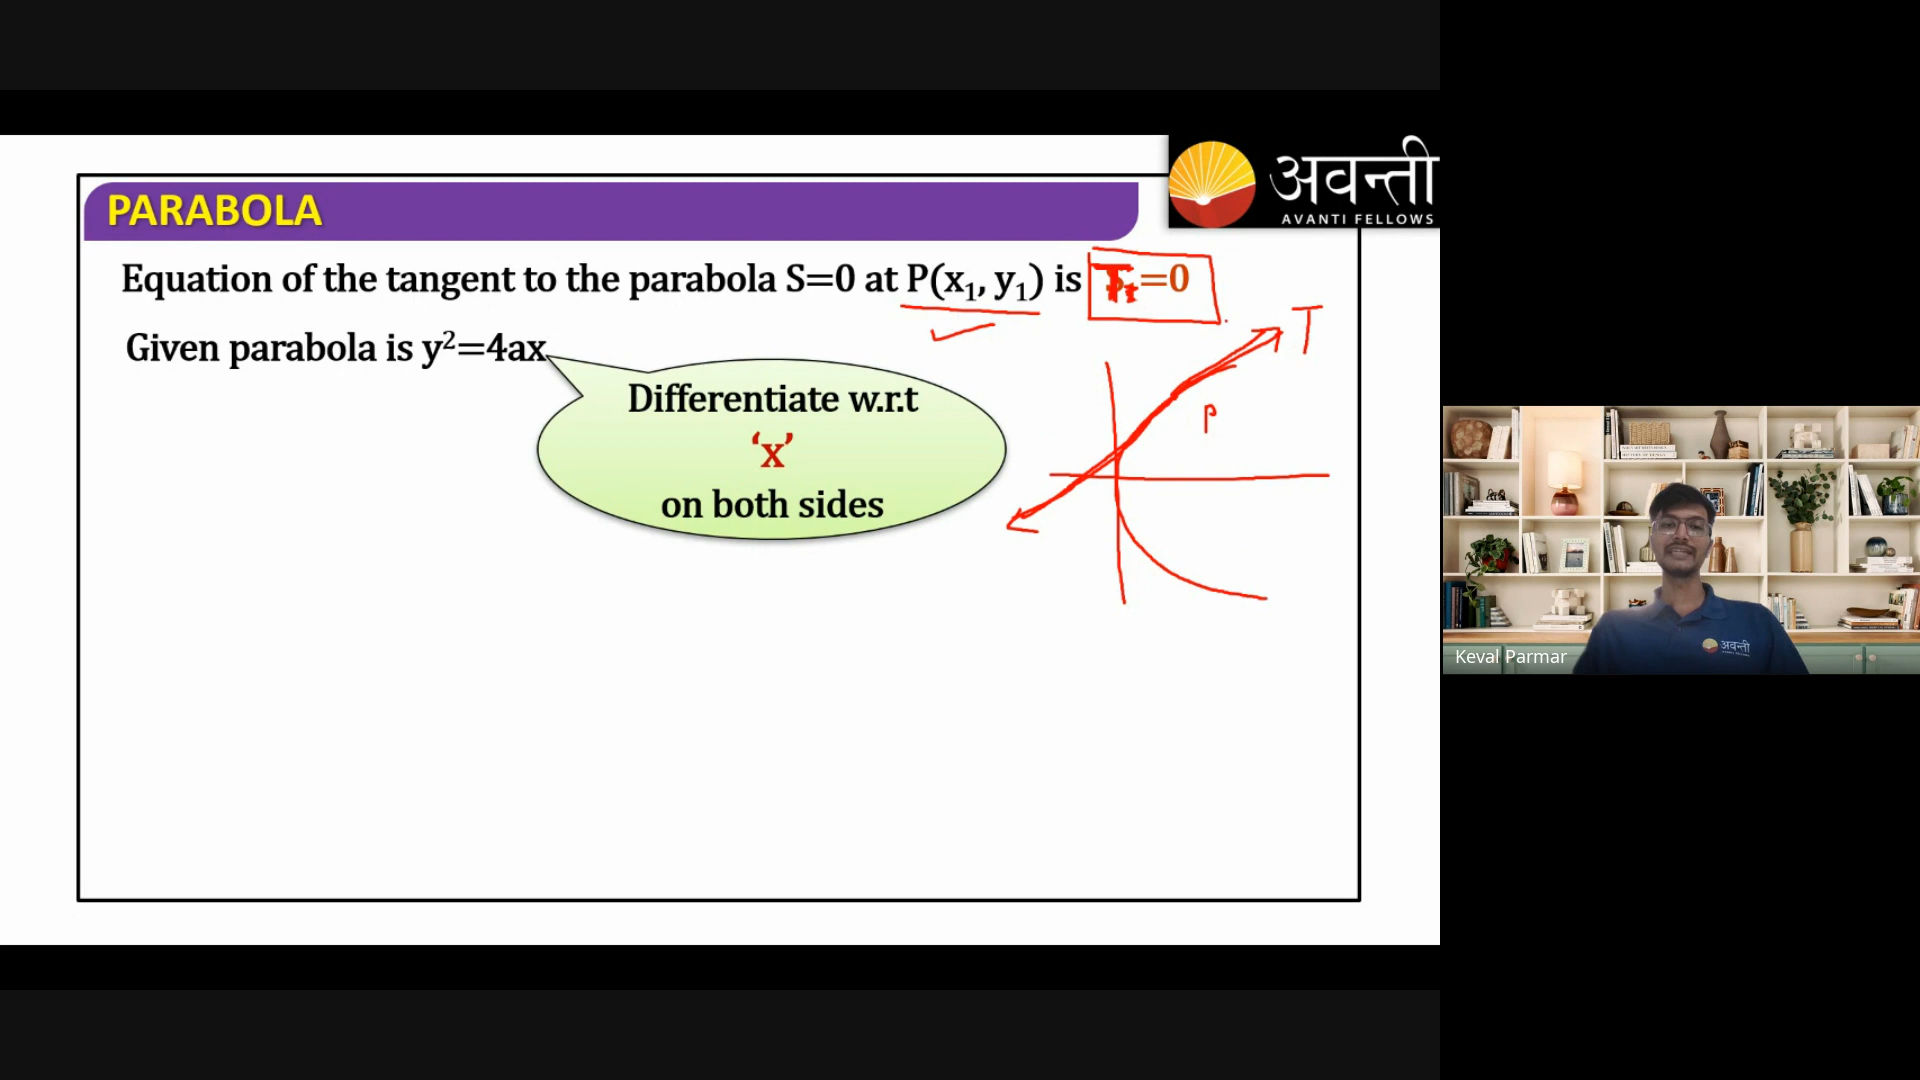 अवन्ती
AVANTI FELLOWS
PARABOLA
Equation of the tangent to the parabola S=0 at P(x₁, y₁) is T₁=0
Given parabola is y²=4ax
Differentiate w.r.t
‘x’
on both sides
T
P
अवन्ती
Keval Parmar